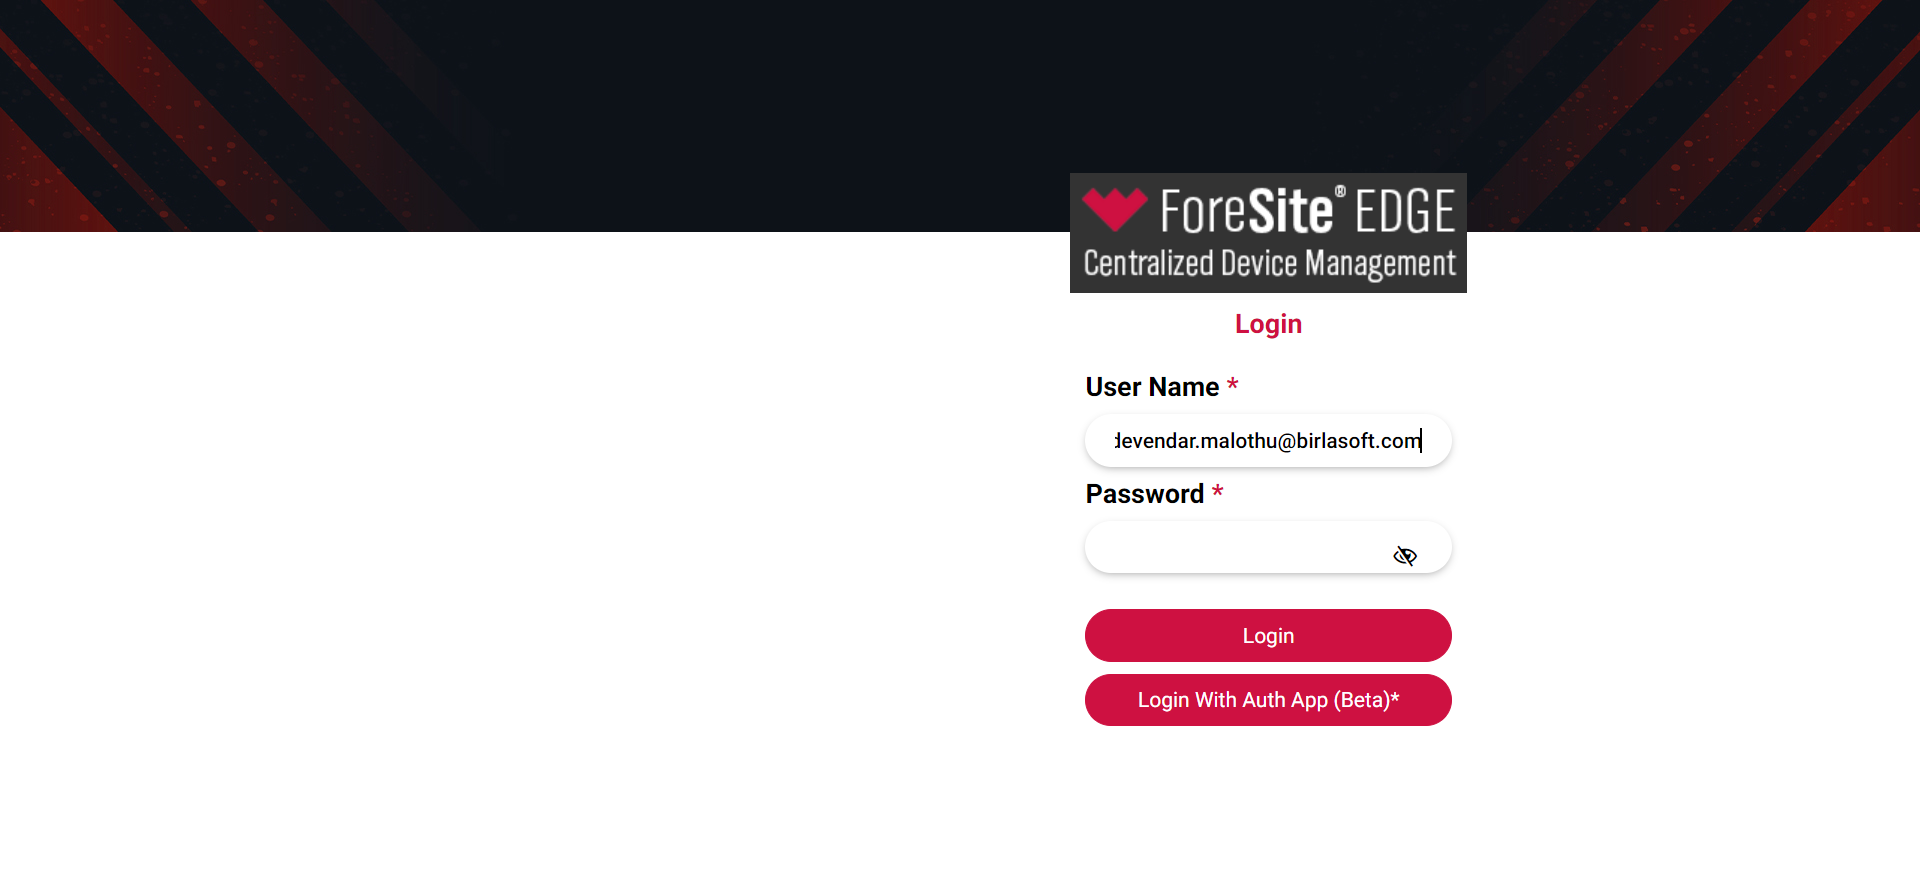 ForeSite® EDGE
Centralized Device Management
Login
User Name *
devendar.malothu@birlasoft.com
Password *
Login
Login With Auth App (Beta)*